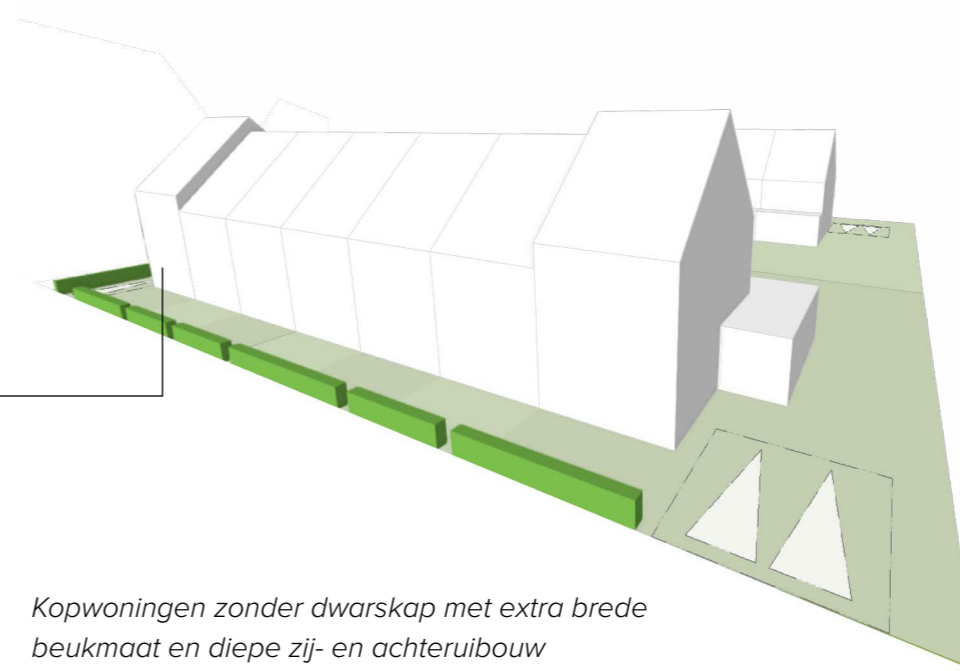 Kopwoningen zonder dwarskap met extra brede
beukmaat en diepe zij- en achteruibouw